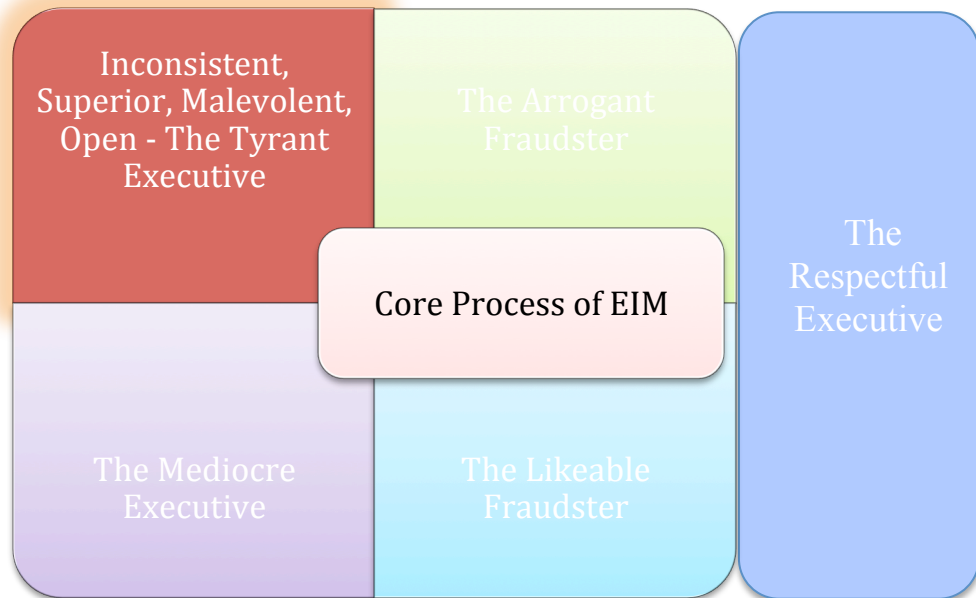 Inconsistent,
Superior, Malevolent,
Open - The Tyrant
Executive
The Arrogant
Fraudster
Core Process of EIM
The Mediocre
Executive
The Likeable
Fraudster
The
Respectful
Executive